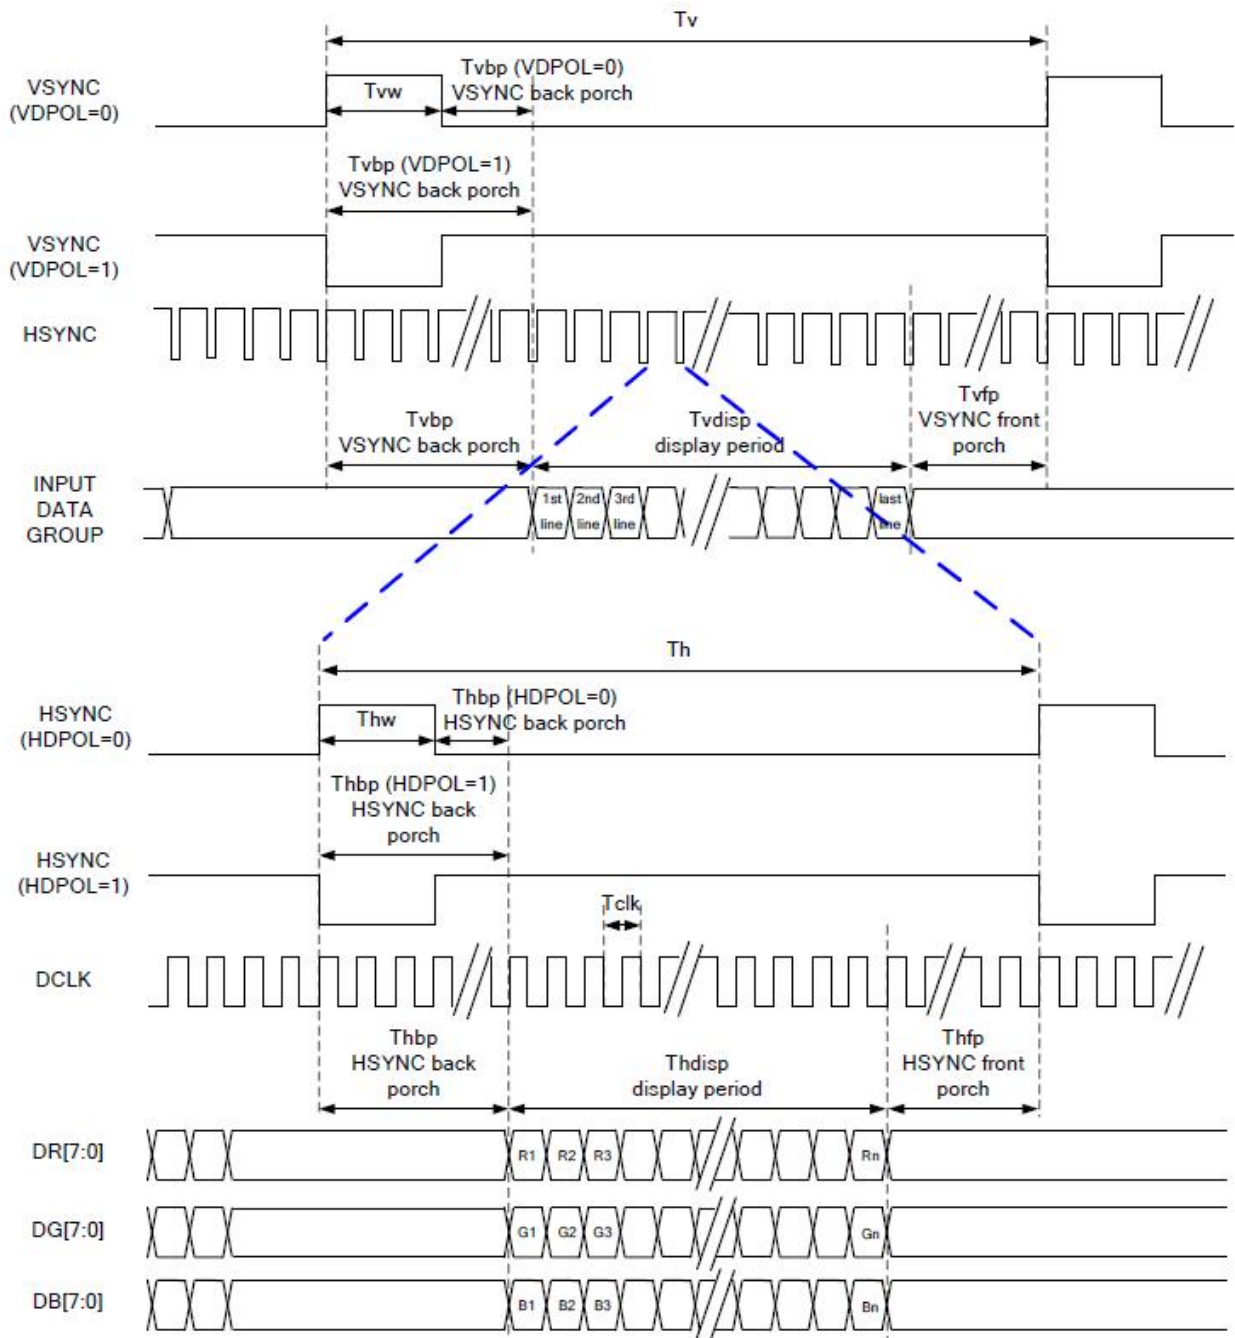 Tv
VSYNC
(VDPOL=0)
Tvw
Tvbp (VDPOL=0)
VSYNC back porch
Tvbp (VDPOL=1)
VSYNC back porch
VSYNC
(VDPOL=1)
HSYNC
Tvbp
VSYNC back porch
Tvdisp
display period
Tvfp
VSYNC front
porch
INPUT
DATA
GROUP
1st
line
2nd
line
3rd
line
last
line
Th
HSYNC
(HDPOL=0)
Thw
Thbp (HDPOL=0)
HSYNC back porch
Thbp (HDPOL=1)
HSYNC back
porch
HSYNC
(HDPOL=1)
Tclk
DCLK
Thbp
HSYNC back
porch
Thdisp
display period
Thfp
HSYNC front
porch
DR[7:0]
R1 R2 R3 Rn
DG[7:0]
G1 G2 G3 Gn
DB[7:0]
B1 B2 B3 Bn